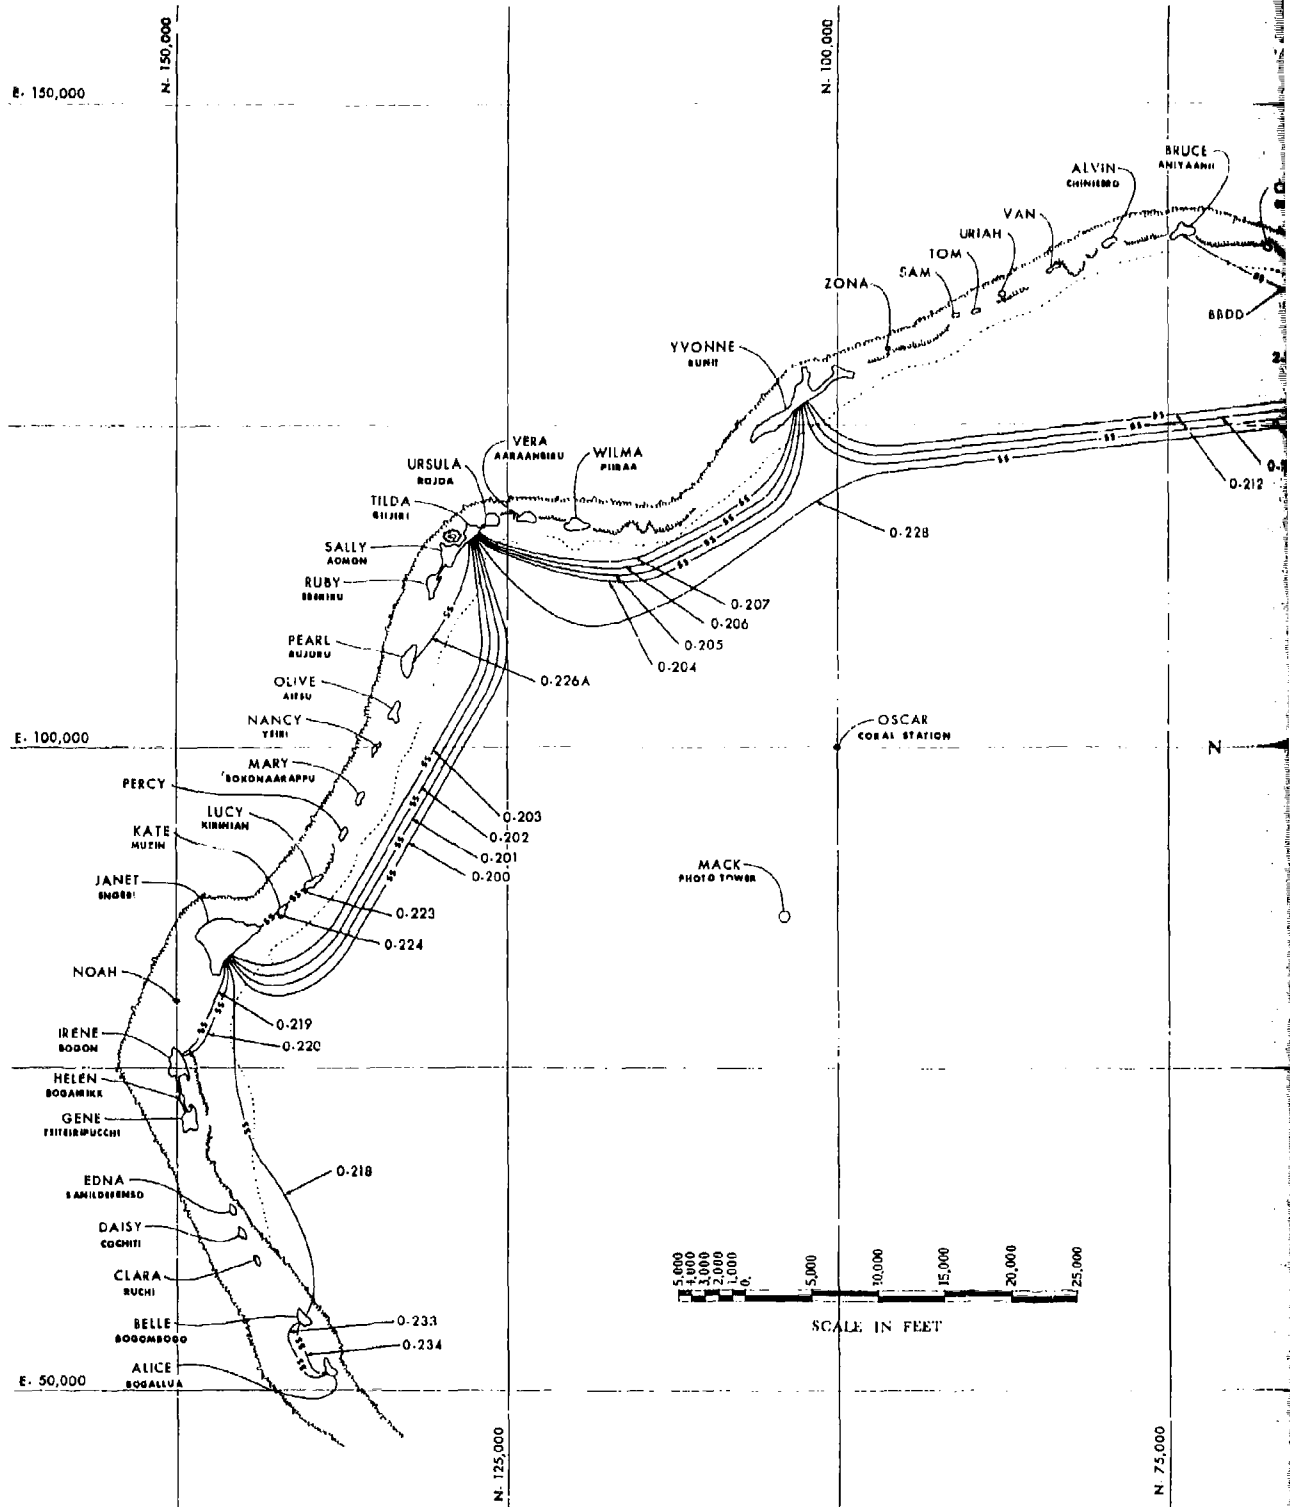 N- 150,000
N- 100,000
E- 150,000
BRUCE
ANIYAANII
ALVIN
CHINIEERO
VAN
URIAH
TOM
SAM
ZONA
BBDD
YVONNE
RUNIT
VERA
AARAANBIRU
WILMA
PIIRAA
URSULA
ROJOA
TILDA
BIIJIRI
SALLY
AOMON
RUBY
EBERIRU
0-212
0-228
0-207
0-206
0-205
0-204
PEARL
RUJORU
0-226A
OLIVE
AITSU
NANCY
YEIRI
OSCAR
CORAL STATION
E- 100,000
N
MARY
BOKONAARAPPU
PERCY
LUCY
KIRINIAN
KATE
MUZIN
0-203
0-202
0-201
0-200
MACK
PHOTO TOWER
JANET
ENGEBI
0-223
0-224
NOAH
0-219
0-220
IRENE
BOGON
HELEN
BOGAIRIKK
GENE
TEITEIRIPUCCHI
0-218
EDNA
SANILDEFENSO
DAISY
COCHITI
CLARA
RUCHI
BELLE
BOGOMBOGO
0-233
0-234
ALICE
BOGALLUA
5,000
4,000
3,000
2,000
1,000
0
5,000
10,000
15,000
20,000
25,000
SCALE IN FEET
E- 50,000
N- 125,000
N- 75,000